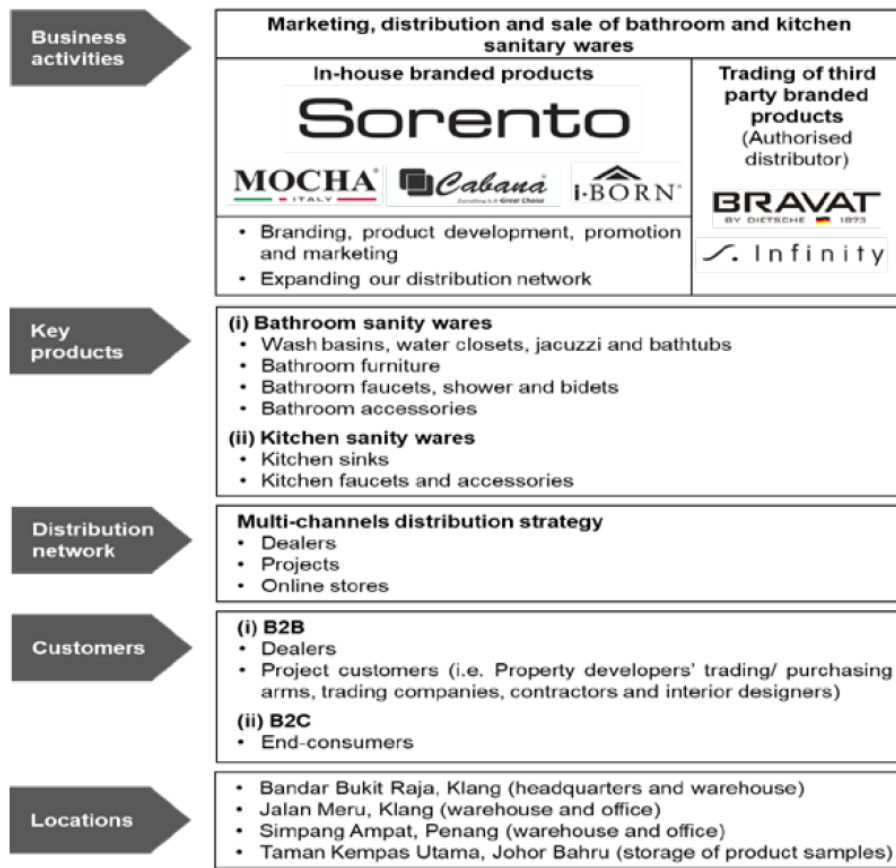 Business
activities
Marketing, distribution and sale of bathroom and kitchen
sanitary wares
In-house branded products
Sorento
MOCHA®
ITALY
Cabana®
Everything Is A Great Choice
i-BORN®
• Branding, product development, promotion
and marketing
• Expanding our distribution network
Trading of third
party branded
products
(Authorised
distributor)
BRAVAT
BY DIETSCHE 1873
Infinity
Key
products
(i) Bathroom sanity wares
• Wash basins, water closets, jacuzzi and bathtubs
• Bathroom furniture
• Bathroom faucets, shower and bidets
• Bathroom accessories
(ii) Kitchen sanity wares
• Kitchen sinks
• Kitchen faucets and accessories
Distribution
network
Multi-channels distribution strategy
• Dealers
• Projects
• Online stores
Customers
(i) B2B
• Dealers
• Project customers (i.e. Property developers' trading/ purchasing
arms, trading companies, contractors and interior designers)
(ii) B2C
• End-consumers
Locations
• Bandar Bukit Raja, Klang (headquarters and warehouse)
• Jalan Meru, Klang (warehouse and office)
• Simpang Ampat, Penang (warehouse and office)
• Taman Kempas Utama, Johor Bahru (storage of product samples)